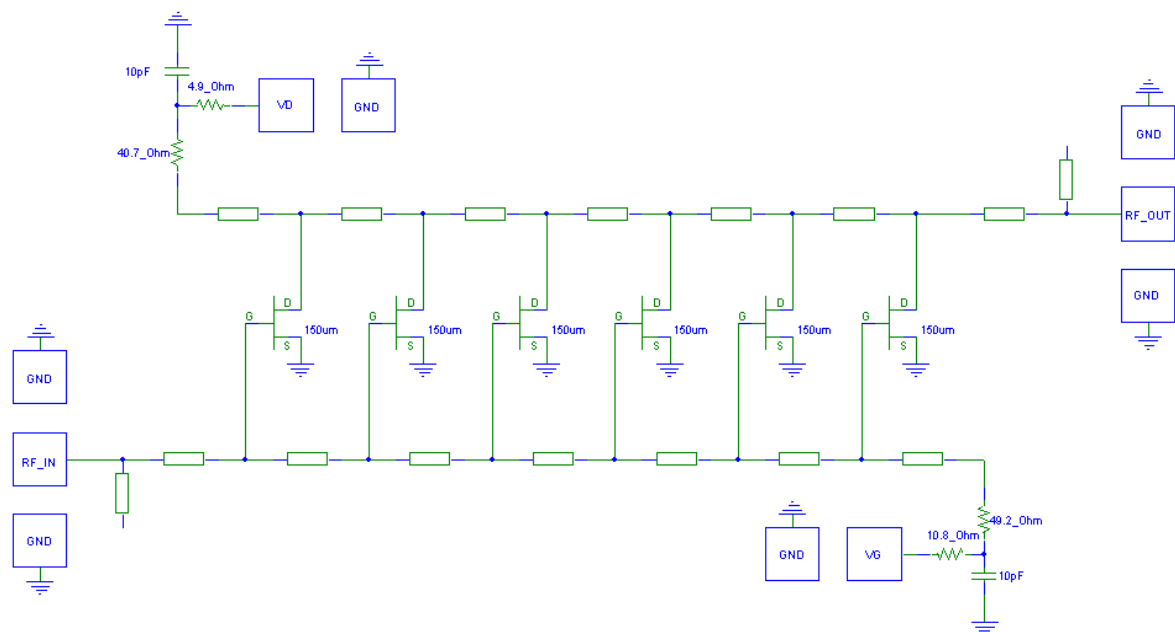 10pF
4.9_Ohm
VD
GND
GND
40.7_Ohm
RF_OUT
D
D
D
D
D
D
GND
G
G
G
G
G
G
150um
150um
150um
150um
150um
150um
S
S
S
S
S
S
GND
RF_IN
49.2_Ohm
10.8_Ohm
GND
GND
VG
10pF